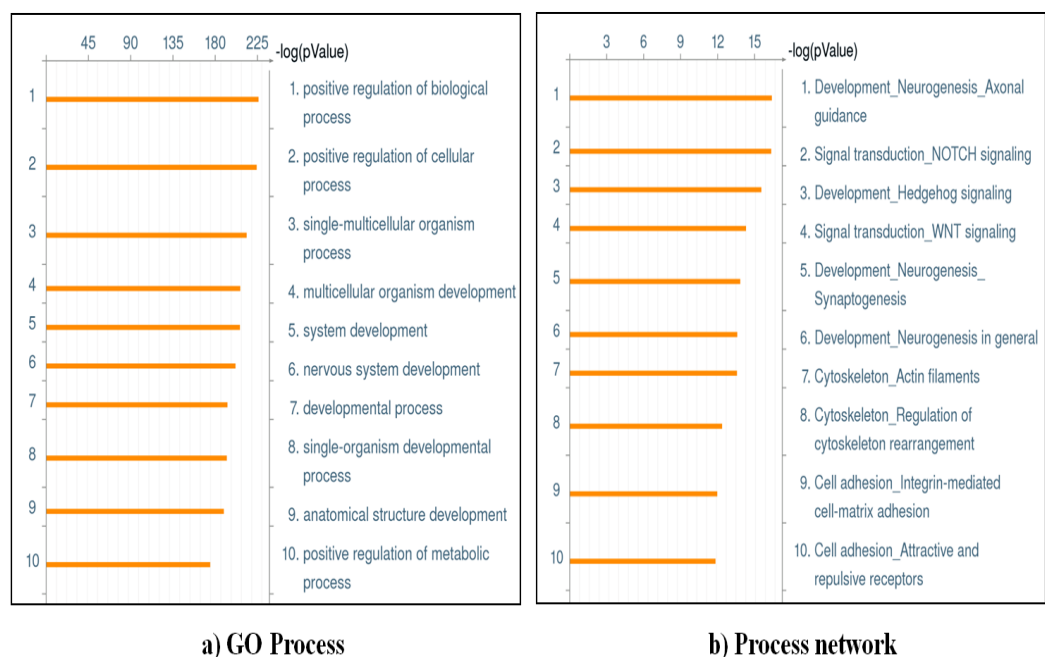 45 90 135 180 225
-log(pValue)
1
1. positive regulation of biological
process
2
2. positive regulation of cellular
process
3
3. single-multicellular organism
process
4
4. multicellular organism development
5
5. system development
6
6. nervous system development
7
7. developmental process
8
8. single-organism developmental
process
9
9. anatomical structure development
10
10. positive regulation of metabolic
process
a) GO Process
3 6 9 12 15
-log(pValue)
1
1. Development_Neurogenesis_Axonal
guidance
2
2. Signal transduction_NOTCH signaling
3
3. Development_Hedgehog signaling
4
4. Signal transduction_WNT signaling
5
5. Development_Neurogenesis_
Synaptogenesis
6
6. Development_Neurogenesis in general
7
7. Cytoskeleton_Actin filaments
8
8. Cytoskeleton_Regulation of
cytoskeleton rearrangement
9
9. Cell adhesion_Integrin-mediated
cell-matrix adhesion
10
10. Cell adhesion_Attractive and
repulsive receptors
b) Process network